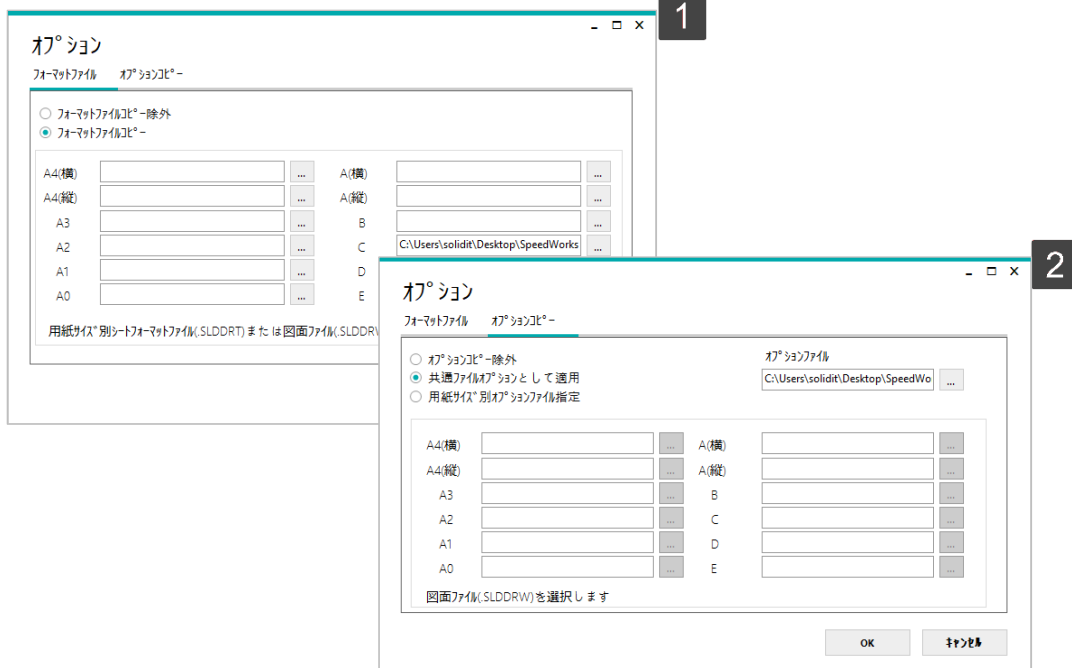 1
オプション
フォーマットファイル オプションコピー
フォーマットファイルコピー除外
フォーマットファイルコピー
A4(横) ... A(横) ...
A4(縦) ... A(縦) ...
A3 ... B ...
A2 ... C C:\Users\solidit\Desktop\SpeedWorks ...
A1 ... D
A0 ... E
用紙サイズ別シートフォーマットファイル(.SLDDRT)または図面ファイル(.SLDDRW
2
オプション
フォーマットファイル オプションコピー
オプションコピー除外 オプションファイル
共通ファイルオプションとして適用 C:\Users\solidit\Desktop\SpeedWo ...
用紙サイズ別オプションファイル指定
A4(横) ... A(横) ...
A4(縦) ... A(縦) ...
A3 ... B ...
A2 ... C ...
A1 ... D ...
A0 ... E ...
図面ファイル(.SLDDRW)を選択します
OK キャンセル